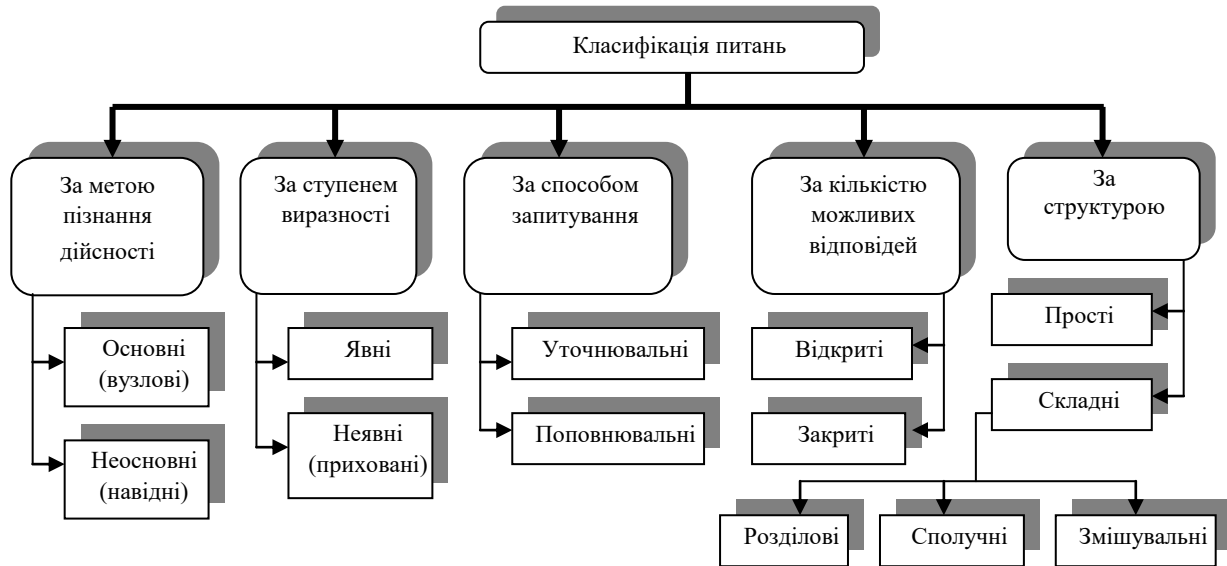 Класифікація питань
За метою
пізнання
дійсності
За ступенем
виразності
За способом
запитування
За кількістю
можливих
відповідей
За
структурою
Основні
(вузлові)
Неосновні
(навідні)
Явні
Неявні
(приховані)
Уточнювальні
Поповнювальні
Відкриті
Закриті
Прості
Складні
Розділові
Сполучні
Змішувальні